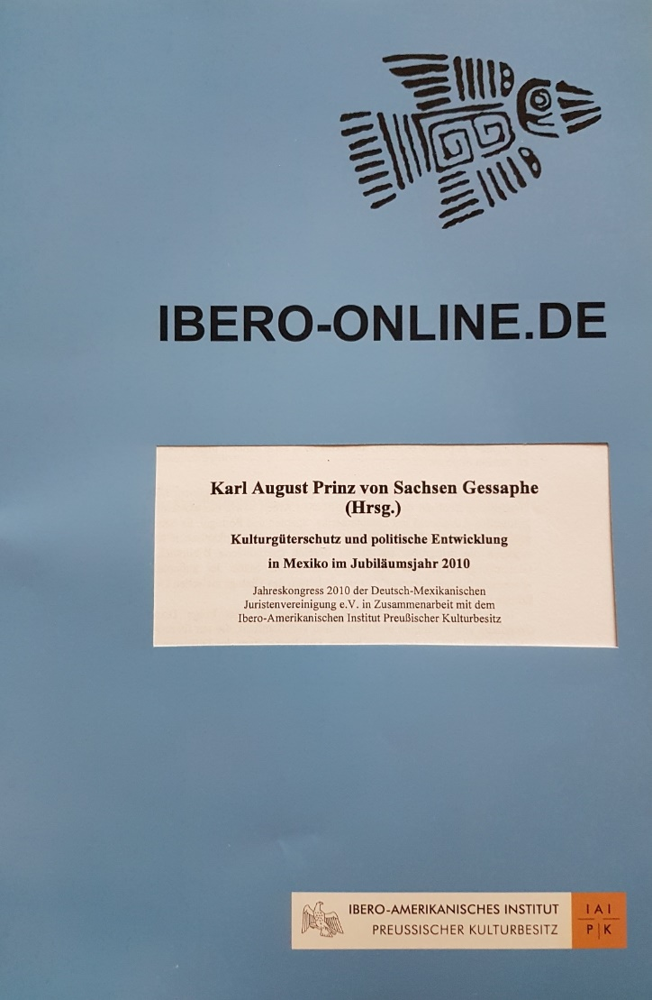 IBERO-ONLINE.DE
Karl August Prinz von Sachsen Gessaphe
(Hrsg.)
Kulturgüterschutz und politische Entwicklung
in Mexiko im Jubiläumsjahr 2010
Jahreskongress 2010 der Deutsch-Mexikanischen
Juristenvereinigung e.V. in Zusammenarbeit mit dem
Ibero-Amerikanischen Institut Preußischer Kulturbesitz
IBERO-AMERIKANISCHES INSTITUT
PREUSSISCHER KULTURBESITZ
IAI
P|K